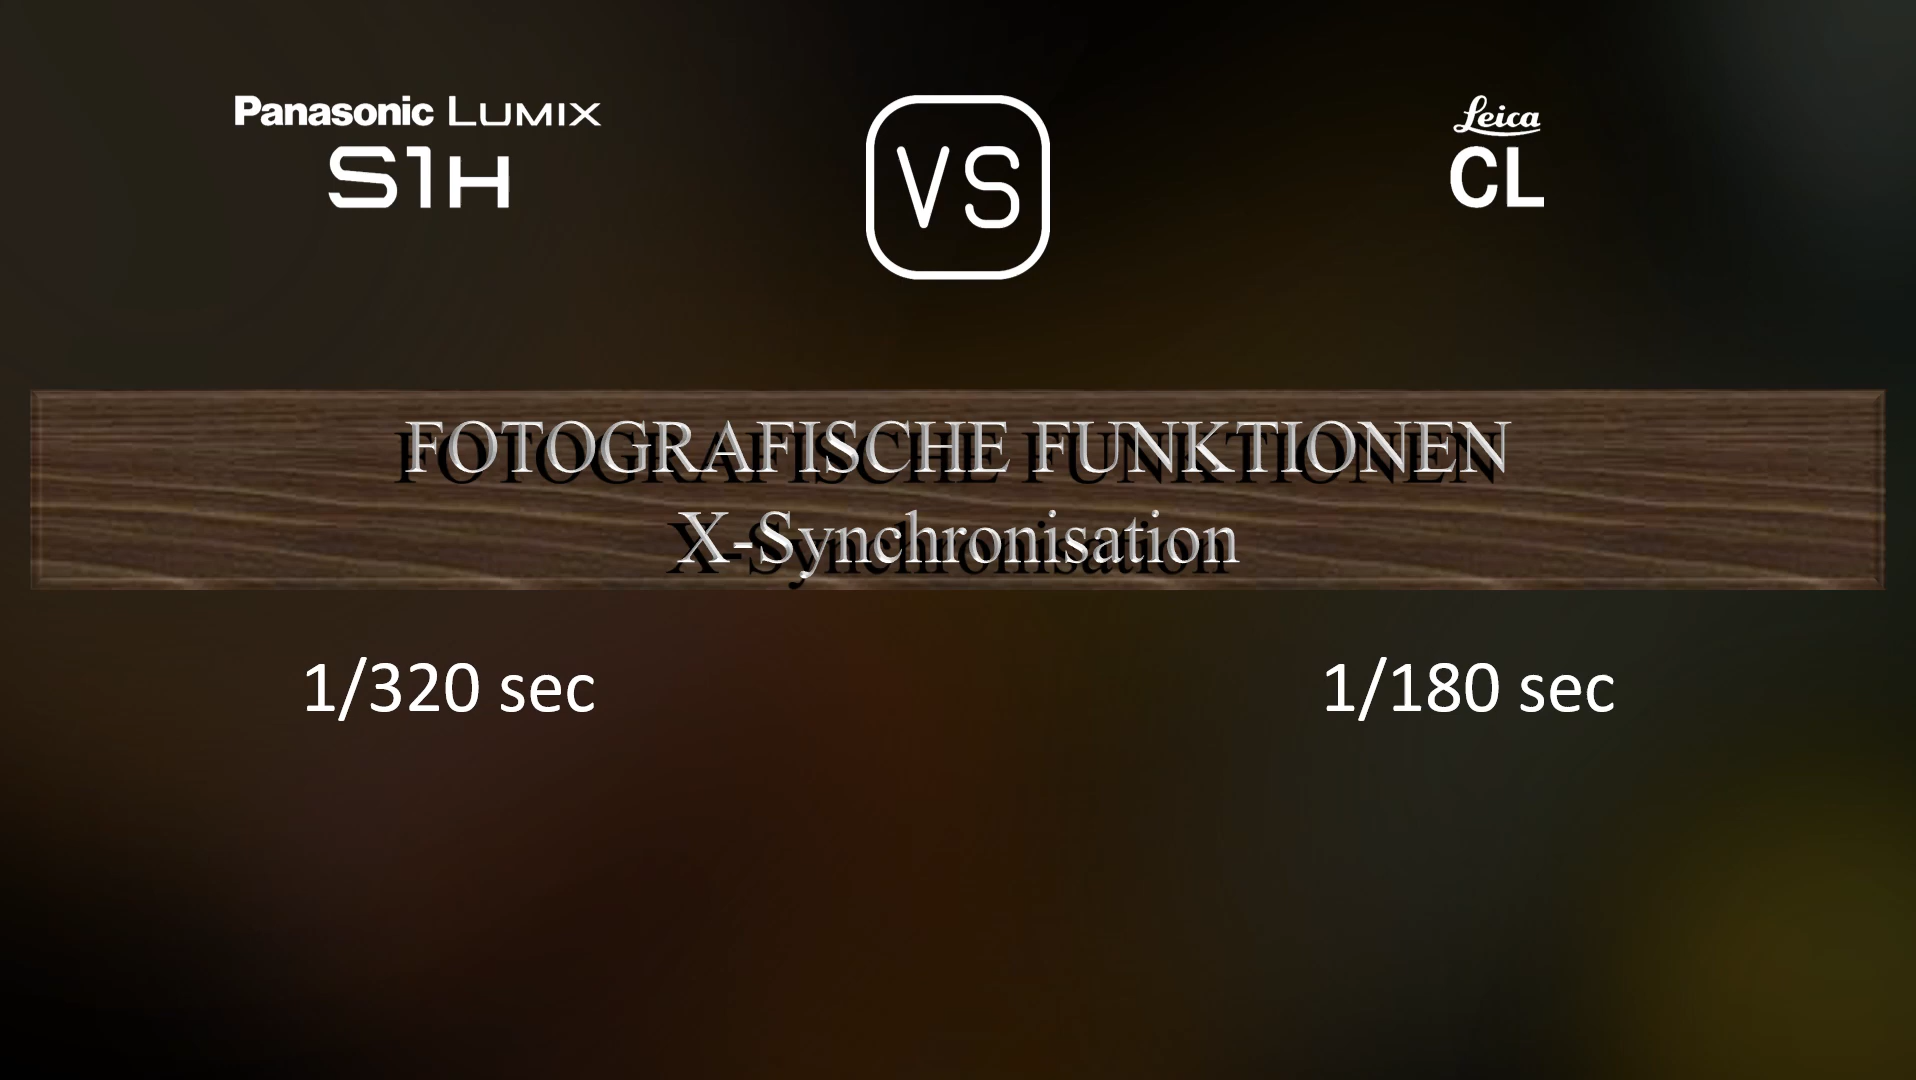 Panasonic LUMIX
S1H
VS
Leica
CL
FOTOGRAFISCHE FUNKTIONEN
X-Synchronisation
1/320 sec
1/180 sec